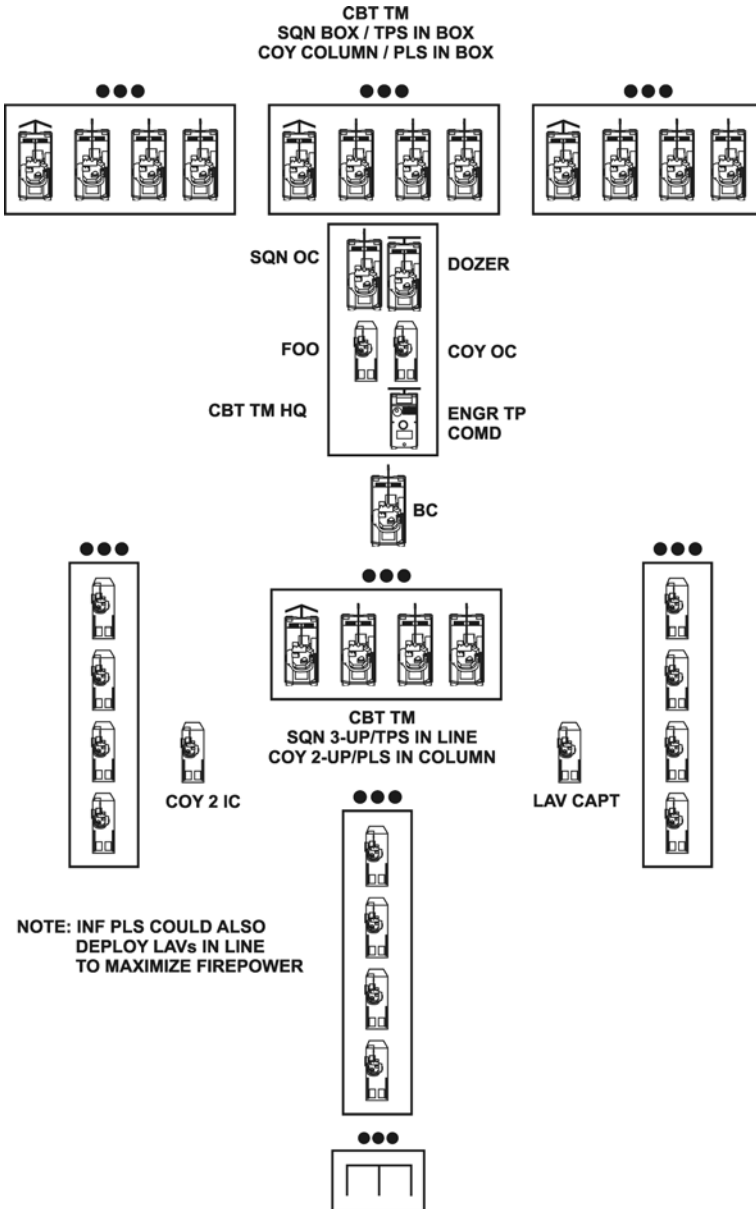 CBT TM
SQN BOX / TPS IN BOX
COY COLUMN / PLS IN BOX
SQN OC
DOZER
FOO
COY OC
CBT TM HQ
ENGR TP
COMD
BC
CBT TM
SQN 3-UP/TPS IN LINE
COY 2-UP/PLS IN COLUMN
COY 2 IC
LAV CAPT
NOTE: INF PLS COULD ALSO
DEPLOY LAVs IN LINE
TO MAXIMIZE FIREPOWER